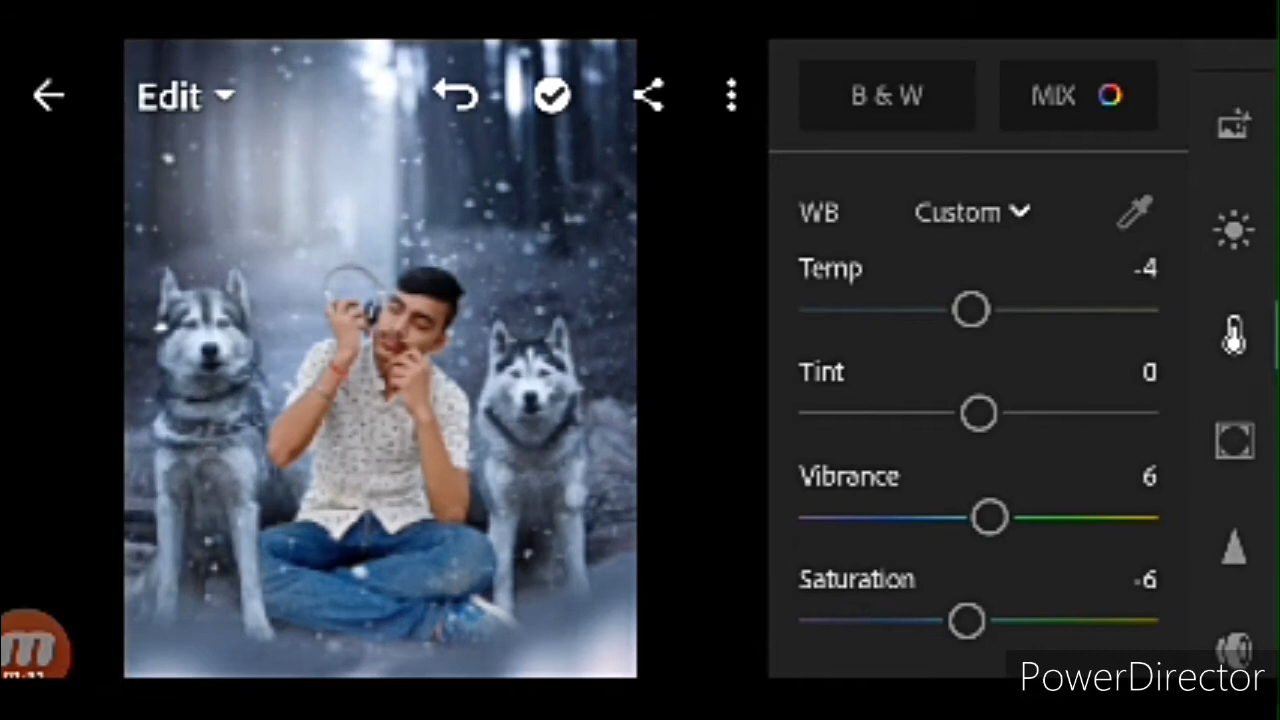 Edit
B & W
MIX
WB
Custom
Temp
-4
Tint
0
Vibrance
6
Saturation
-6
m
PowerDirector